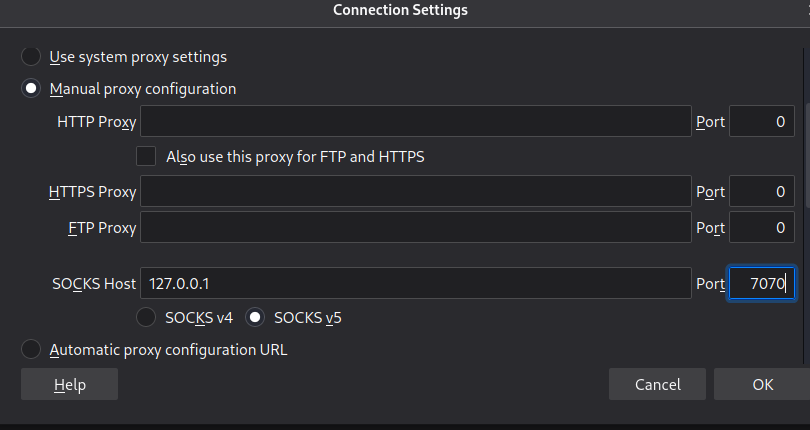 Connection Settings
Use system proxy settings
Manual proxy configuration
HTTP Proxy Port 0
Also use this proxy for FTP and HTTPS
HTTPS Proxy Port 0
FTP Proxy Port 0
SOCKS Host 127.0.0.1 Port 7070
SOCKS v4 SOCKS v5
Automatic proxy configuration URL
Help Cancel OK